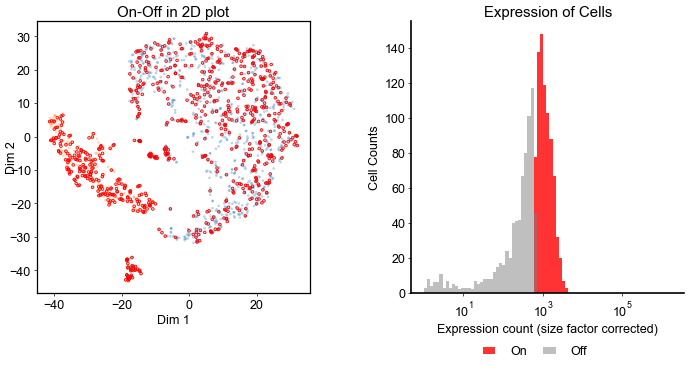 On-Off in 2D plot
Dim 2
30
20
10
0
−10
−20
−30
−40
−40 −20 0 20
Dim 1
Expression of Cells
Cell Counts
140
120
100
80
60
40
20
0
10^1 10^3 10^5
Expression count (size factor corrected)
On Off